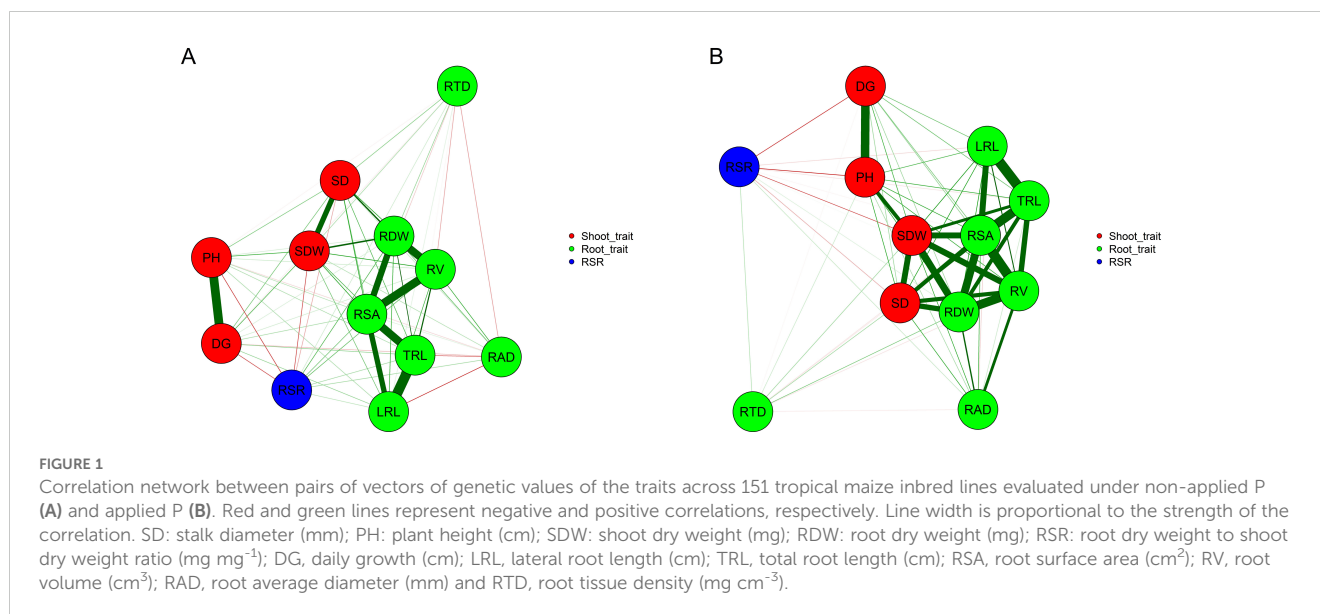 A
RTD
SD
RDW
SDW
PH
RV
RSA
DG
TRL
RAD
RSR
LRL
Shoot_trait
Root_trait
RSR
B
DG
LRL
RSR
PH
TRL
SDW
RSA
RV
SD
RDW
RTD
RAD
Shoot_trait
Root_trait
RSR
FIGURE 1
Correlation network between pairs of vectors of genetic values of the traits across 151 tropical maize inbred lines evaluated under non-applied P
(A) and applied P (B). Red and green lines represent negative and positive correlations, respectively. Line width is proportional to the strength of the
correlation. SD: stalk diameter (mm); PH: plant height (cm); SDW: shoot dry weight (mg); RDW: root dry weight (mg); RSR: root dry weight to shoot
dry weight ratio (mg mg⁻¹); DG, daily growth (cm); LRL, lateral root length (cm); TRL, total root length (cm); RSA, root surface area (cm²); RV, root
volume (cm³); RAD, root average diameter (mm) and RTD, root tissue density (mg cm⁻³).